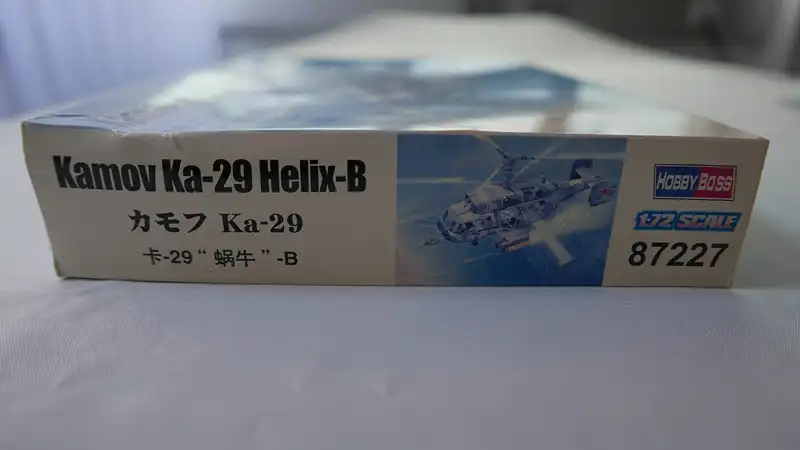 Kamov Ka-29 Helix-B
カモフ Ka-29
卡-29“蜗牛”-B
HOBBY BOSS
1:72 SCALE
87227